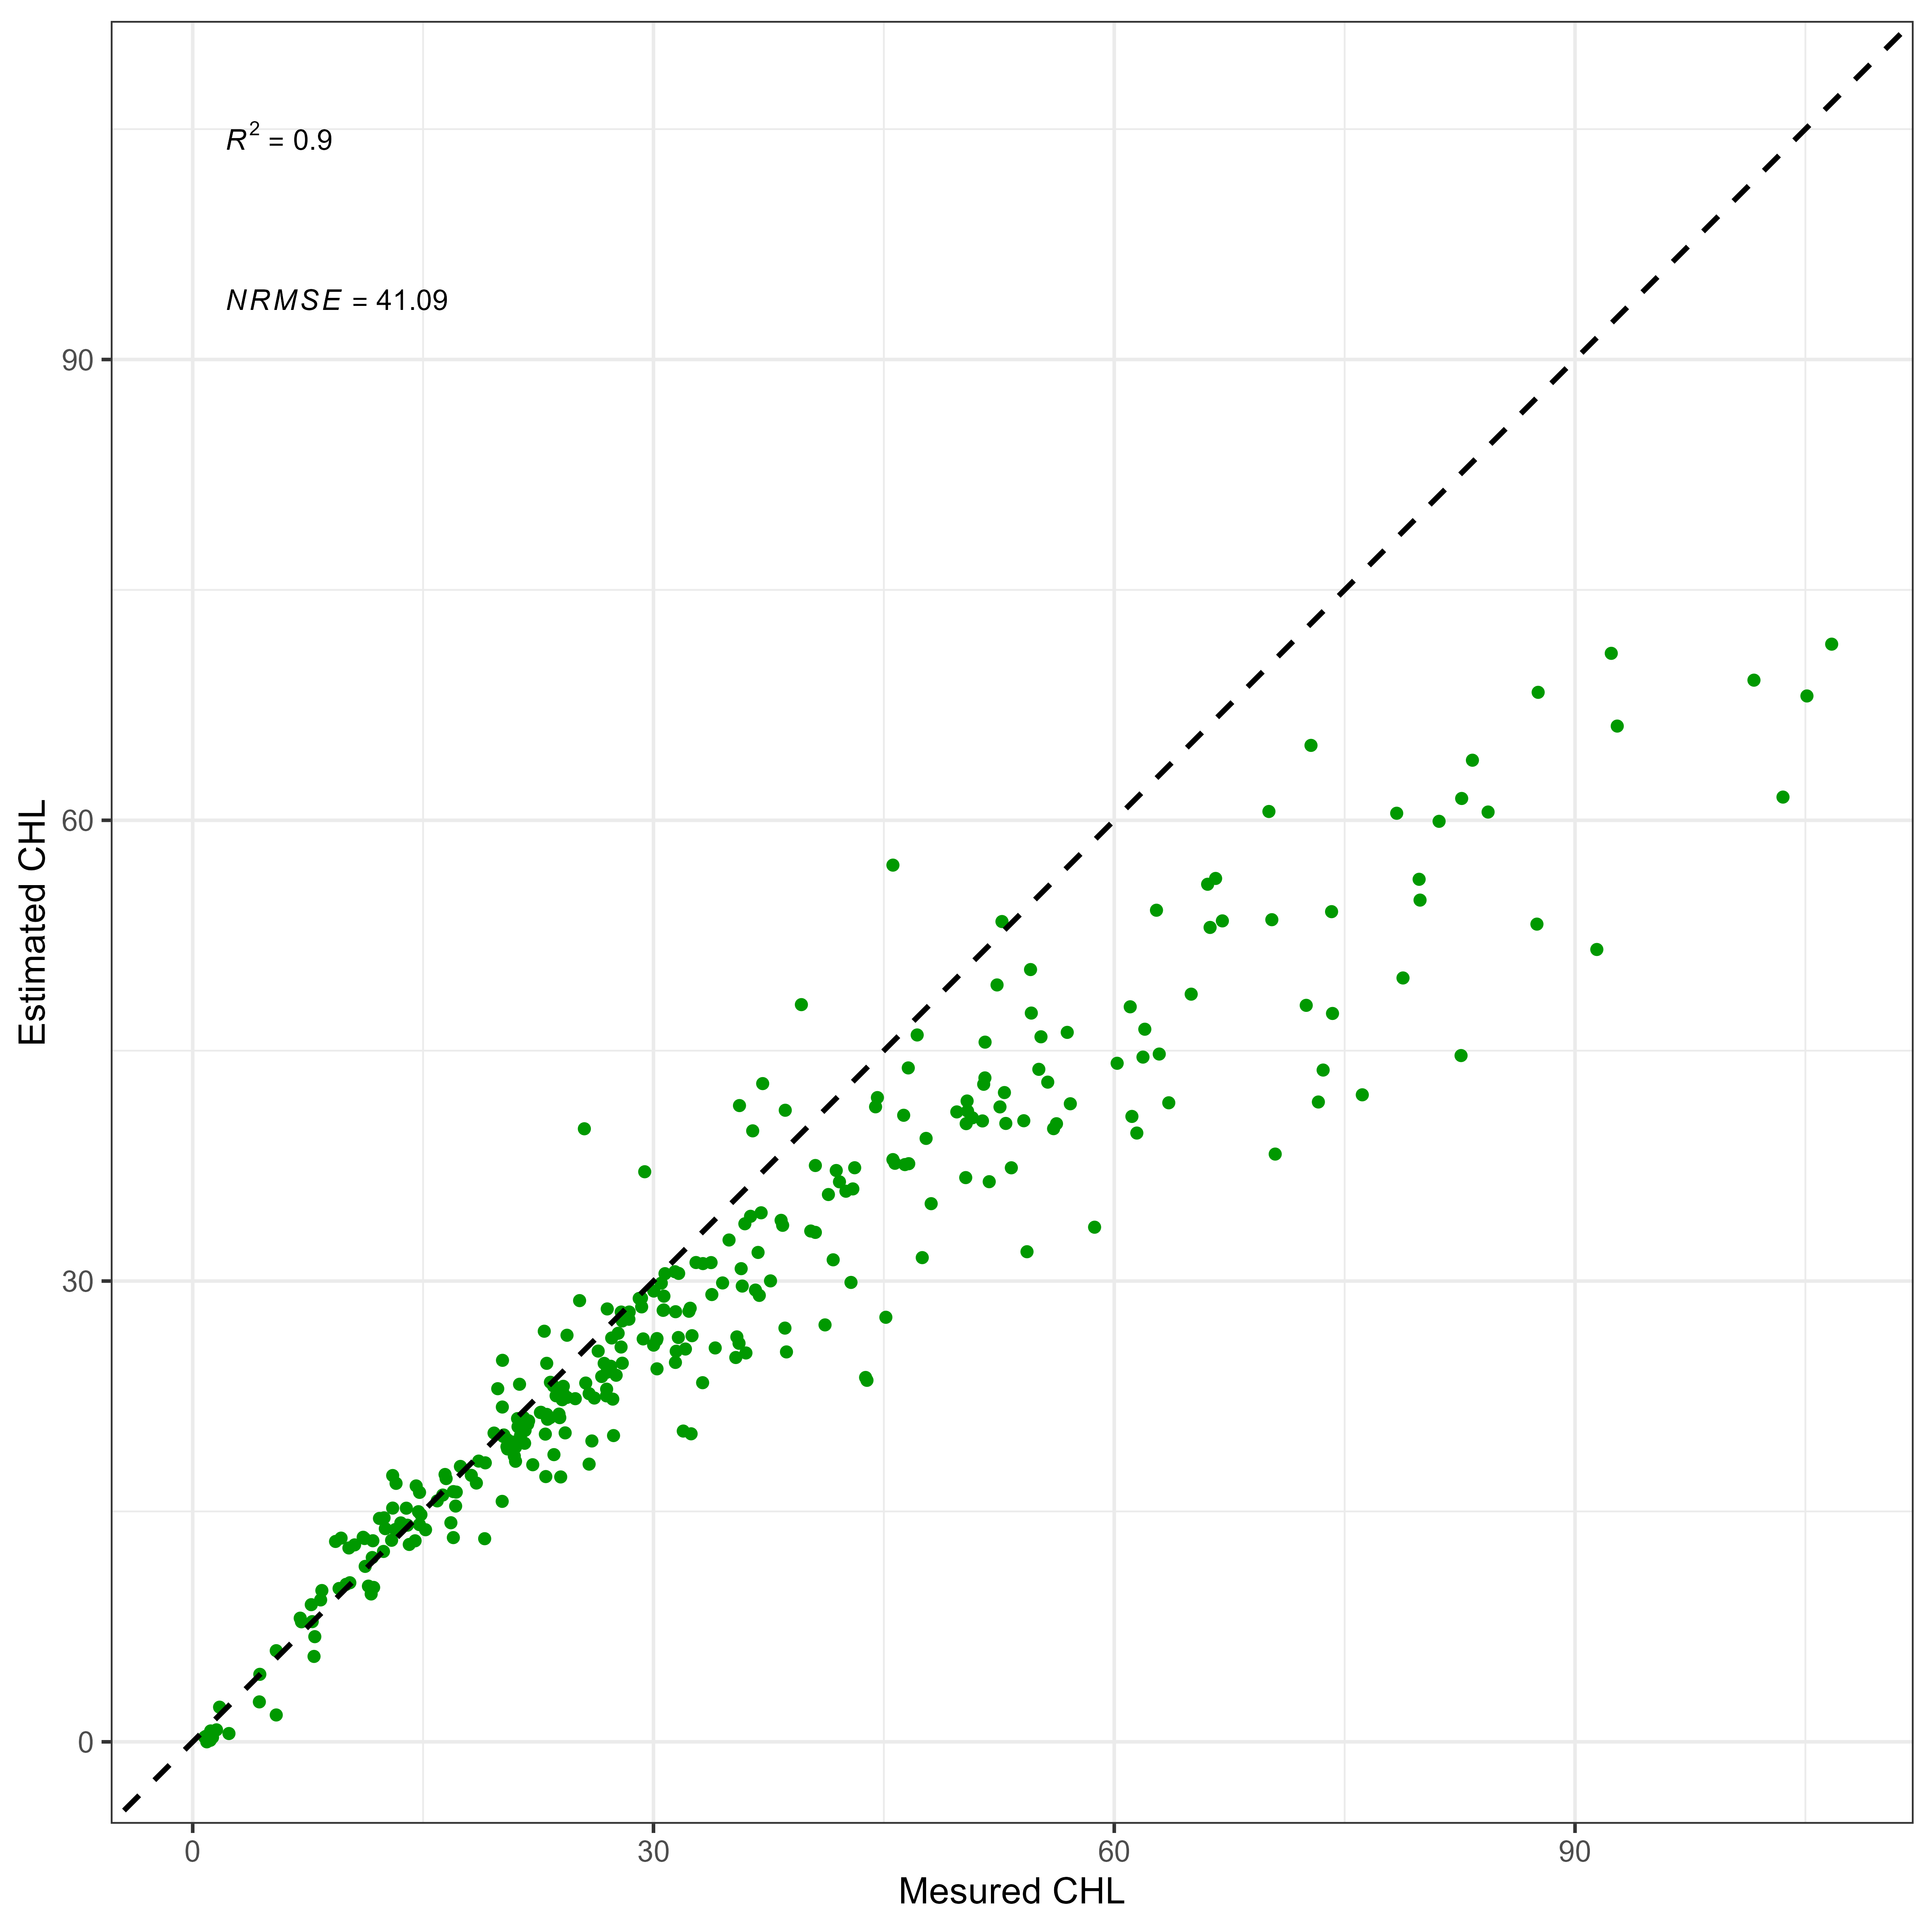 R² = 0.9
NRMSE = 41.09
90
60
30
0
Estimated CHL
0 30 60 90
Mesured CHL